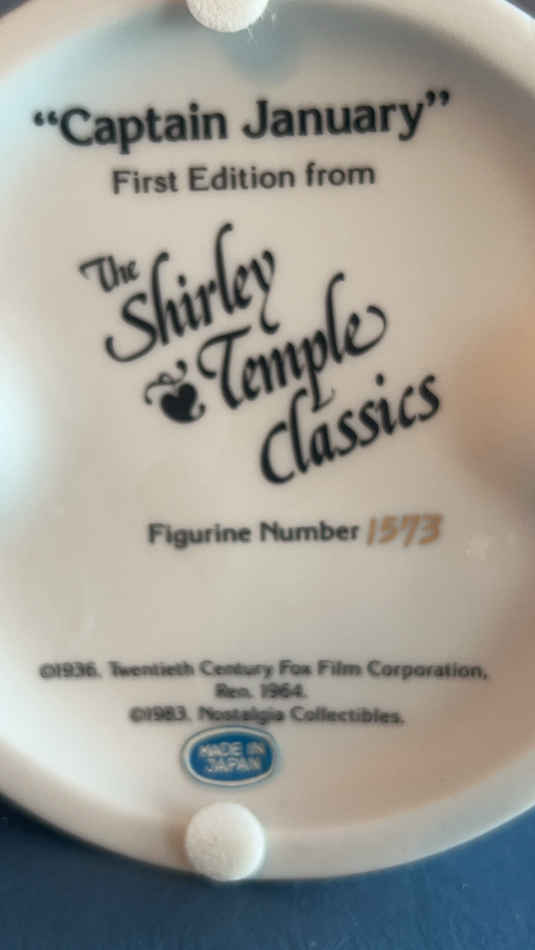 “Captain January”
First Edition from
The
Shirley
Temple
Classics
Figurine Number 1573
©1936, Twentieth Century Fox Film Corporation,
Ren. 1964.
©1983, Nostalgia Collectibles.
MADE IN
JAPAN